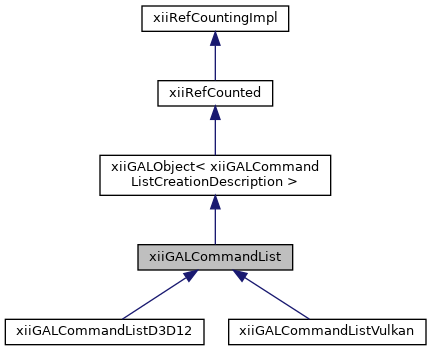 xiiRefCountingImpl
xiiRefCounted
xiiGALObject< xiiGALCommand
ListCreationDescription >
xiiGALCommandList
xiiGALCommandListD3D12
xiiGALCommandListVulkan